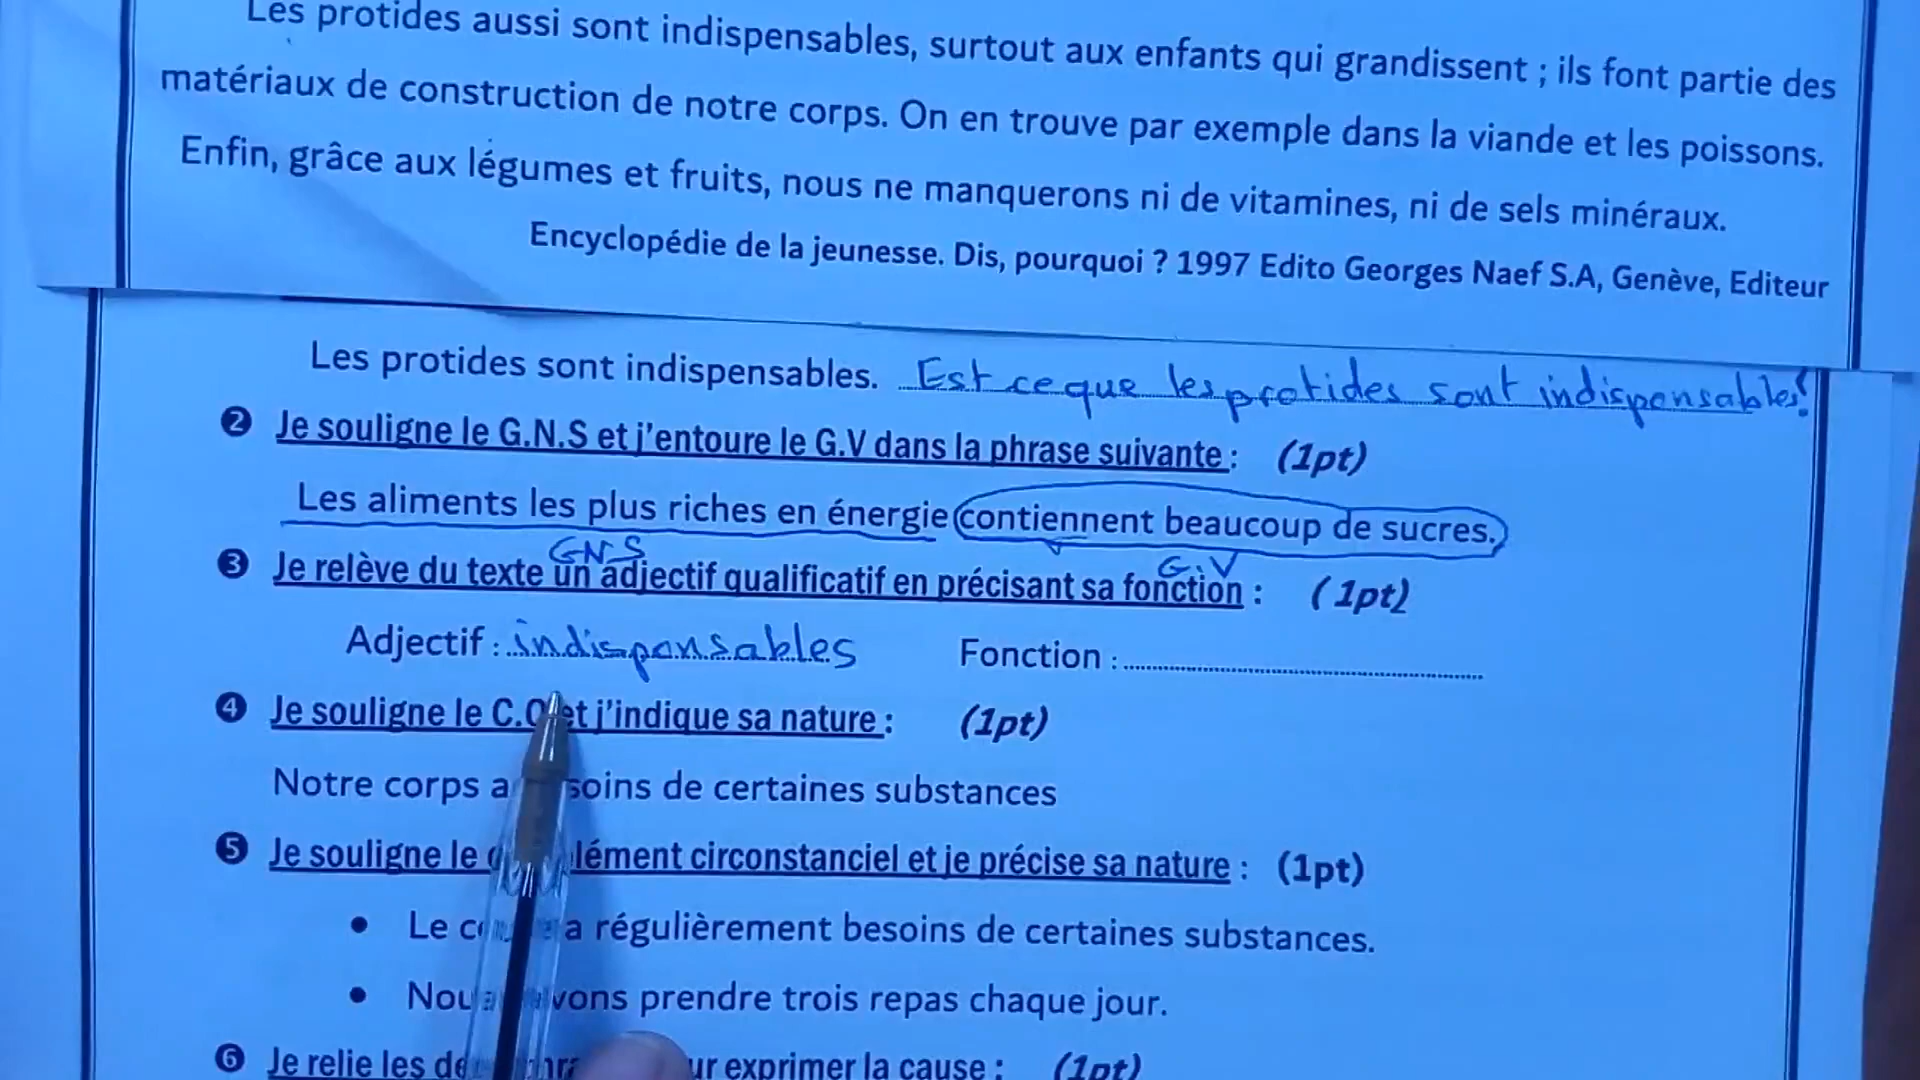 Les protides aussi sont indispensables, surtout aux enfants qui grandissent ; ils font partie des
matériaux de construction de notre corps. On en trouve par exemple dans la viande et les poissons.
Enfin, grâce aux légumes et fruits, nous ne manquerons ni de vitamines, ni de sels minéraux.
Encyclopédie de la jeunesse. Dis, pourquoi ? 1997 Edito Georges Naef S.A, Genève, Editeur
Les protides sont indispensables. Est ce que les protides sont indispensables?
❷ Je souligne le G.N.S et j'entoure le G.V dans la phrase suivante : (1pt)
Les aliments les plus riches en énergie contiennent beaucoup de sucres.
GNS G.V
❸ Je relève du texte un adjectif qualificatif en précisant sa fonction : (1pt)
Adjectif : indispensables Fonction :
❹ Je souligne le et j'indique sa nature : (1pt)
Notre corps a de certaines substances
❺ Je souligne le circonstanciel et je précise sa nature : (1pt)
• Le a régulièrement besoins de certaines substances.
• prendre trois repas chaque jour.
❻ Je relie les exprimer la cause : (1pt)